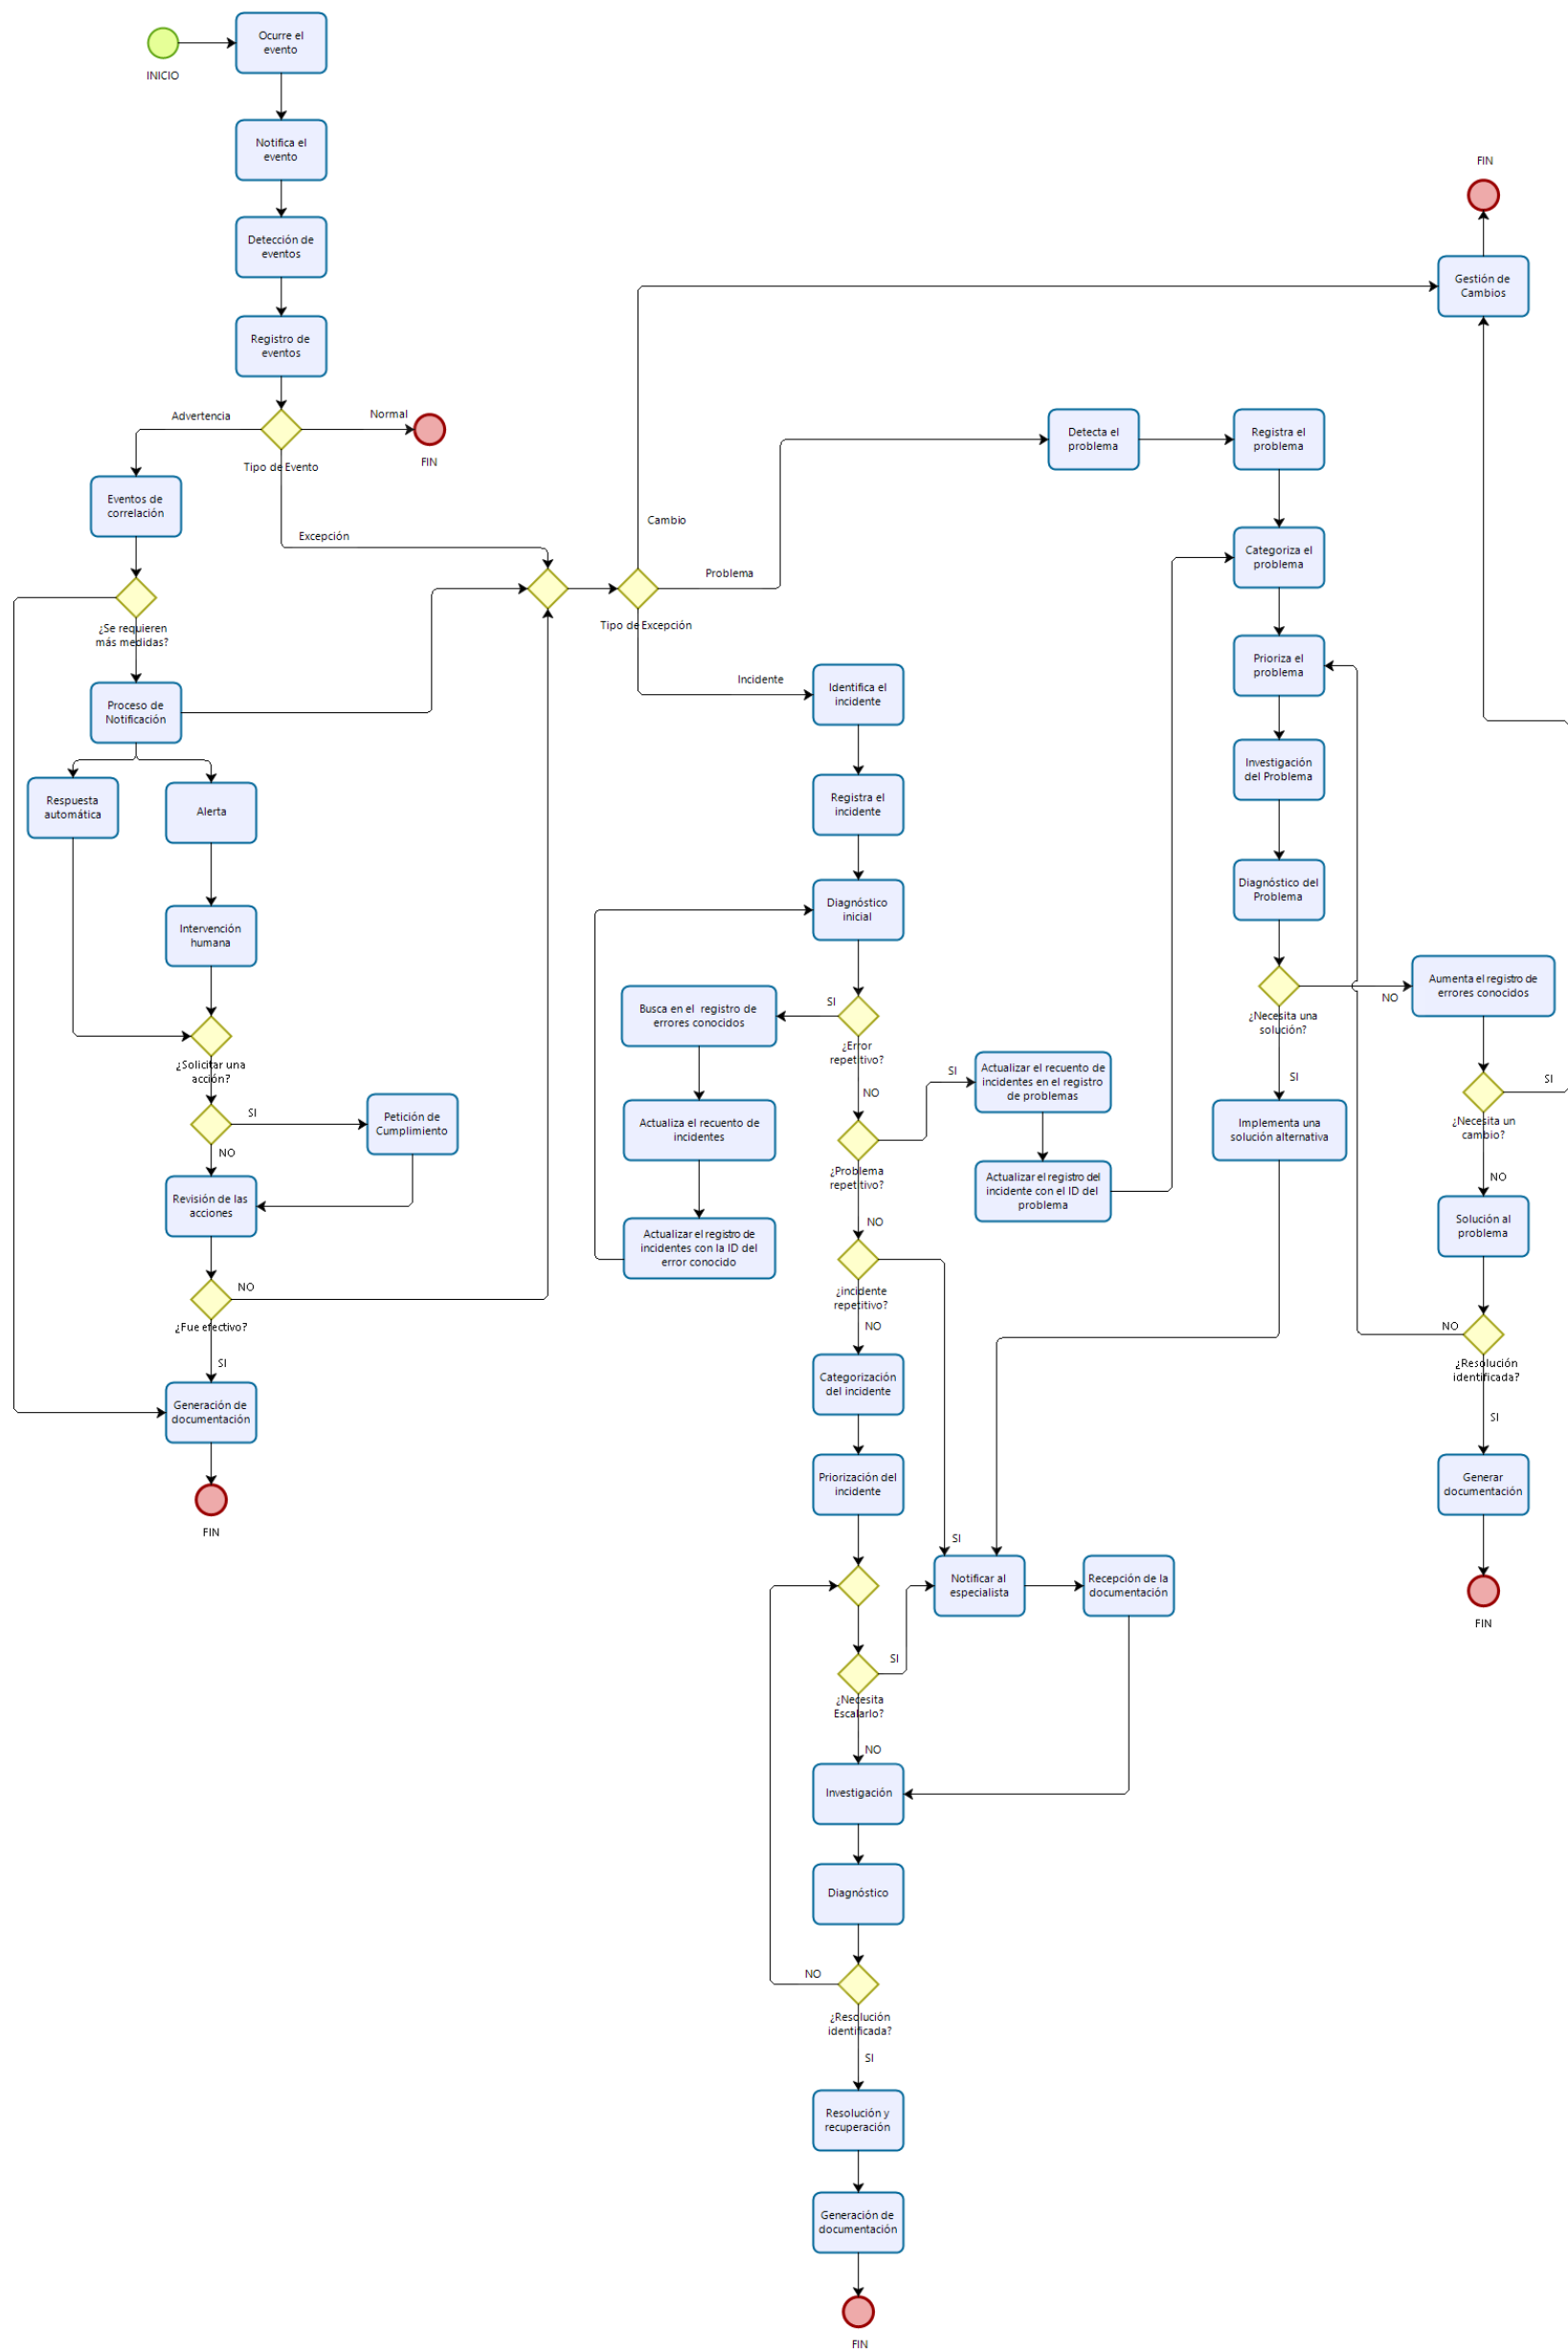 INICIO
Ocurre el
evento
Notifica el
evento
Detección de
eventos
Registro de
eventos
Advertencia
Normal
Tipo de Evento
FIN
Excepción
Eventos de
correlación
¿Se requieren
más medidas?
Proceso de
Notificación
Respuesta
automática
Alerta
Intervención
humana
¿Solicitar una
acción?
SI
NO
Petición de
Cumplimiento
Revisión de las
acciones
¿Fue efectivo?
NO
SI
Generación de
documentación
FIN
Cambio
Problema
Tipo de Excepción
Incidente
Identifica el
incidente
Registra el
incidente
Diagnóstico
inicial
SI
¿Error
repetitivo?
NO
Busca en el registro de
errores conocidos
Actualiza el recuento de
incidentes
Actualizar el registro de
incidentes con la ID del
error conocido
SI
¿Problema
repetitivo?
NO
Actualizar el recuento de
incidentes en el registro
de problemas
Actualizar el registro del
incidente con el ID del
problema
¿incidente
repetitivo?
NO
SI
Categorización
del incidente
Priorización del
incidente
Notificar al
especialista
Recepción de la
documentación
SI
¿Necesita
Escalarlo?
NO
Investigación
Diagnóstico
NO
¿Resolución
identificada?
SI
Resolución y
recuperación
Generación de
documentación
FIN
Detecta el
problema
Registra el
problema
Categoriza el
problema
Prioriza el
problema
Investigación
del Problema
Diagnóstico del
Problema
¿Necesita una
solución?
NO
SI
Implementa una
solución alternativa
FIN
Gestión de
Cambios
Aumenta el registro de
errores conocidos
SI
¿Necesita un
cambio?
NO
Solución al
problema
NO
¿Resolución
identificada?
SI
Generar
documentación
FIN